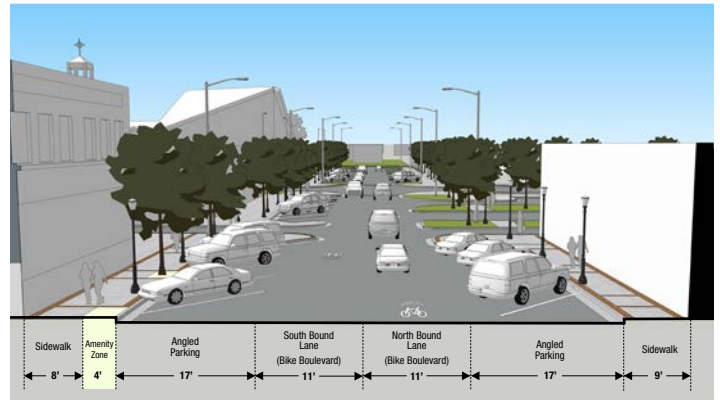 Sidewalk
8'
Amenity
Zone
4'
Angled
Parking
17'
South Bound
Lane
(Bike Boulevard)
11'
North Bound
Lane
(Bike Boulevard)
11'
Angled
Parking
17'
Sidewalk
9'